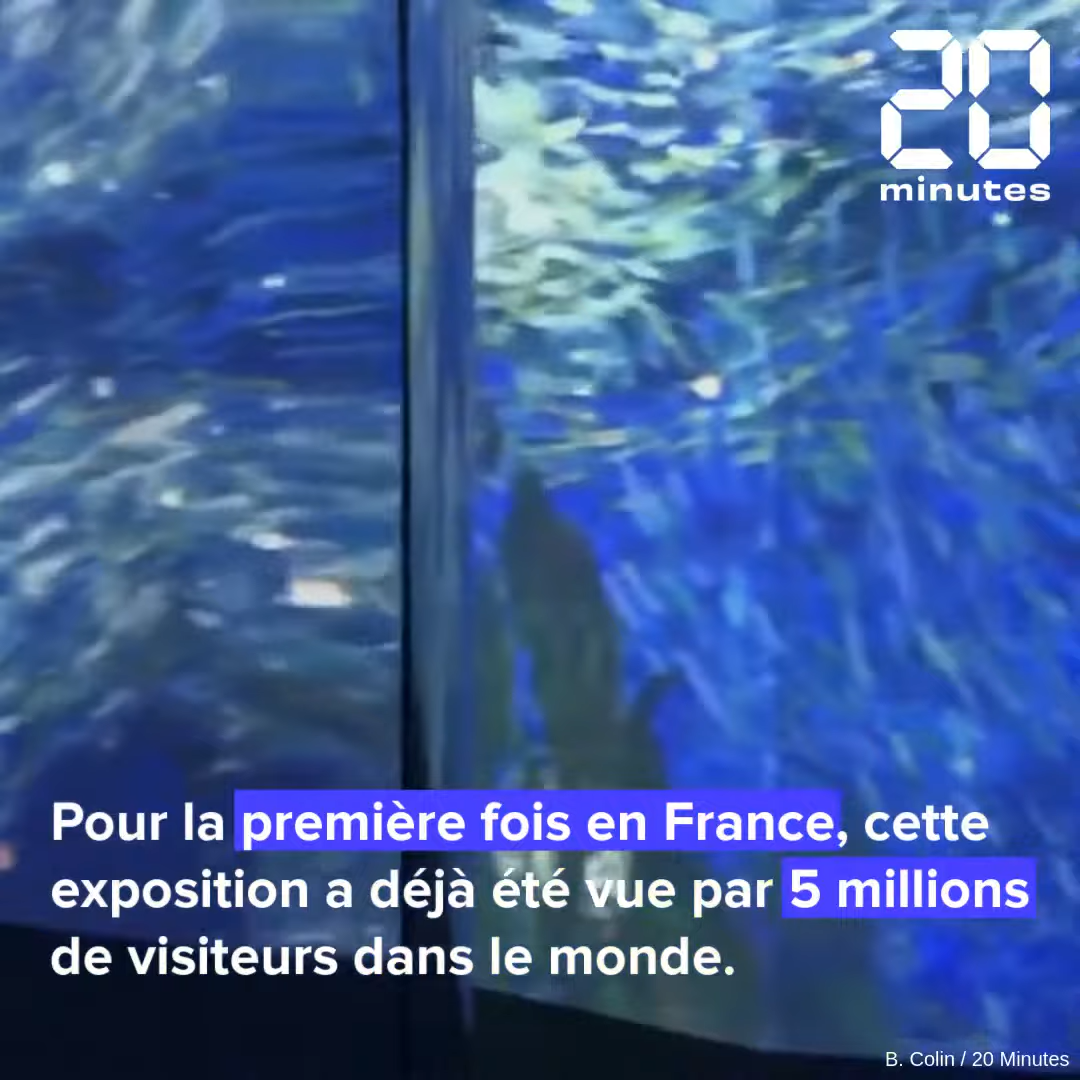 20
minutes
Pour la première fois en France, cette
exposition a déjà été vue par 5 millions
de visiteurs dans le monde.
B. Colin / 20 Minutes